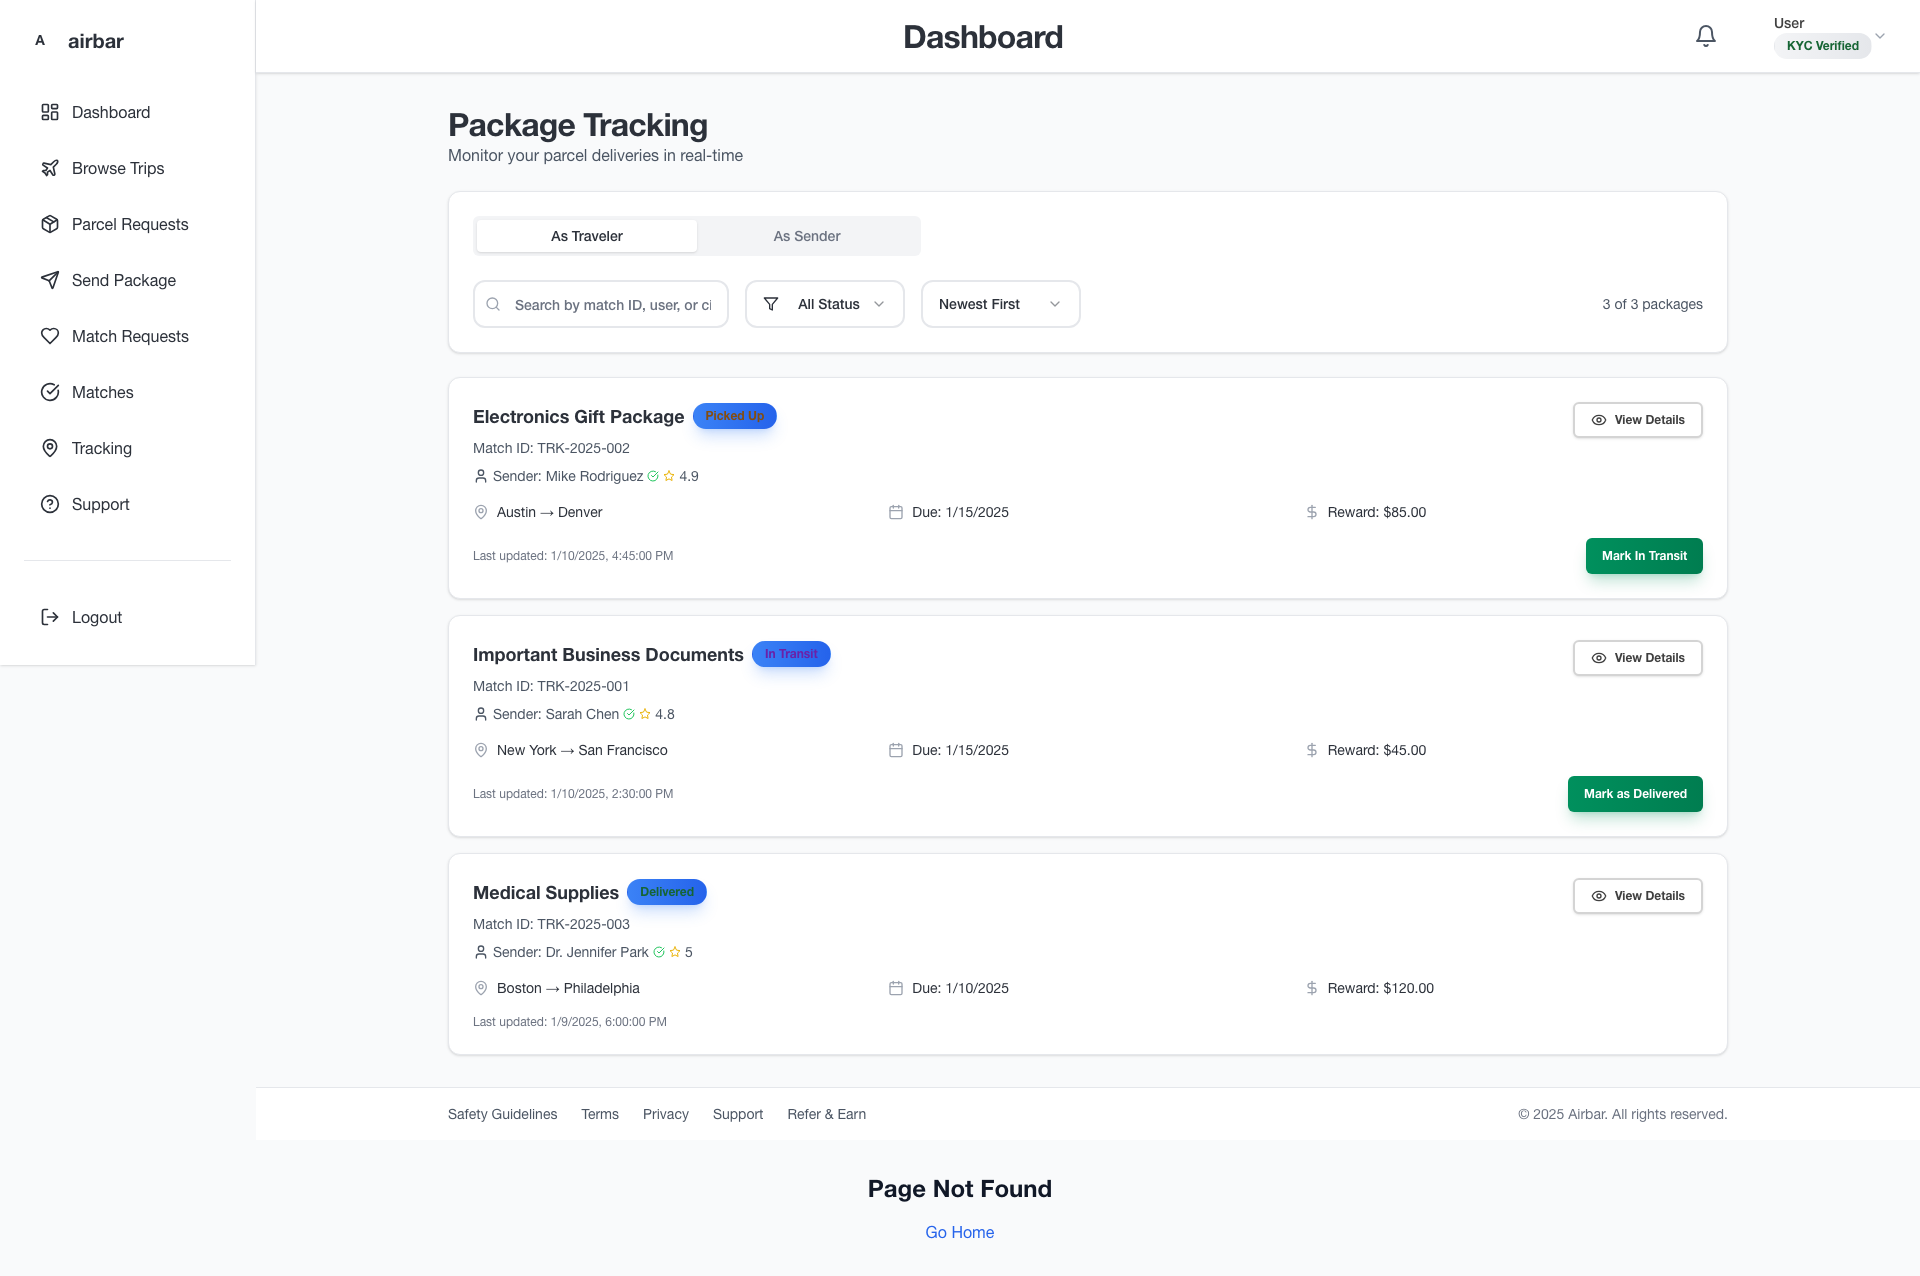 A airbar
Dashboard
User
KYC Verified
Dashboard
Browse Trips
Parcel Requests
Send Package
Match Requests
Matches
Tracking
Support
Logout
Package Tracking
Monitor your parcel deliveries in real-time
As Traveler As Sender
Search by match ID, user, or ci All Status Newest First 3 of 3 packages
Electronics Gift Package Picked Up View Details
Match ID: TRK-2025-002
Sender: Mike Rodriguez 4.9
Austin → Denver Due: 1/15/2025 Reward: $85.00
Last updated: 1/10/2025, 4:45:00 PM Mark In Transit
Important Business Documents In Transit View Details
Match ID: TRK-2025-001
Sender: Sarah Chen 4.8
New York → San Francisco Due: 1/15/2025 Reward: $45.00
Last updated: 1/10/2025, 2:30:00 PM Mark as Delivered
Medical Supplies Delivered View Details
Match ID: TRK-2025-003
Sender: Dr. Jennifer Park 5
Boston → Philadelphia Due: 1/10/2025 Reward: $120.00
Last updated: 1/9/2025, 6:00:00 PM
Safety Guidelines Terms Privacy Support Refer & Earn © 2025 Airbar. All rights reserved.
Page Not Found
Go Home